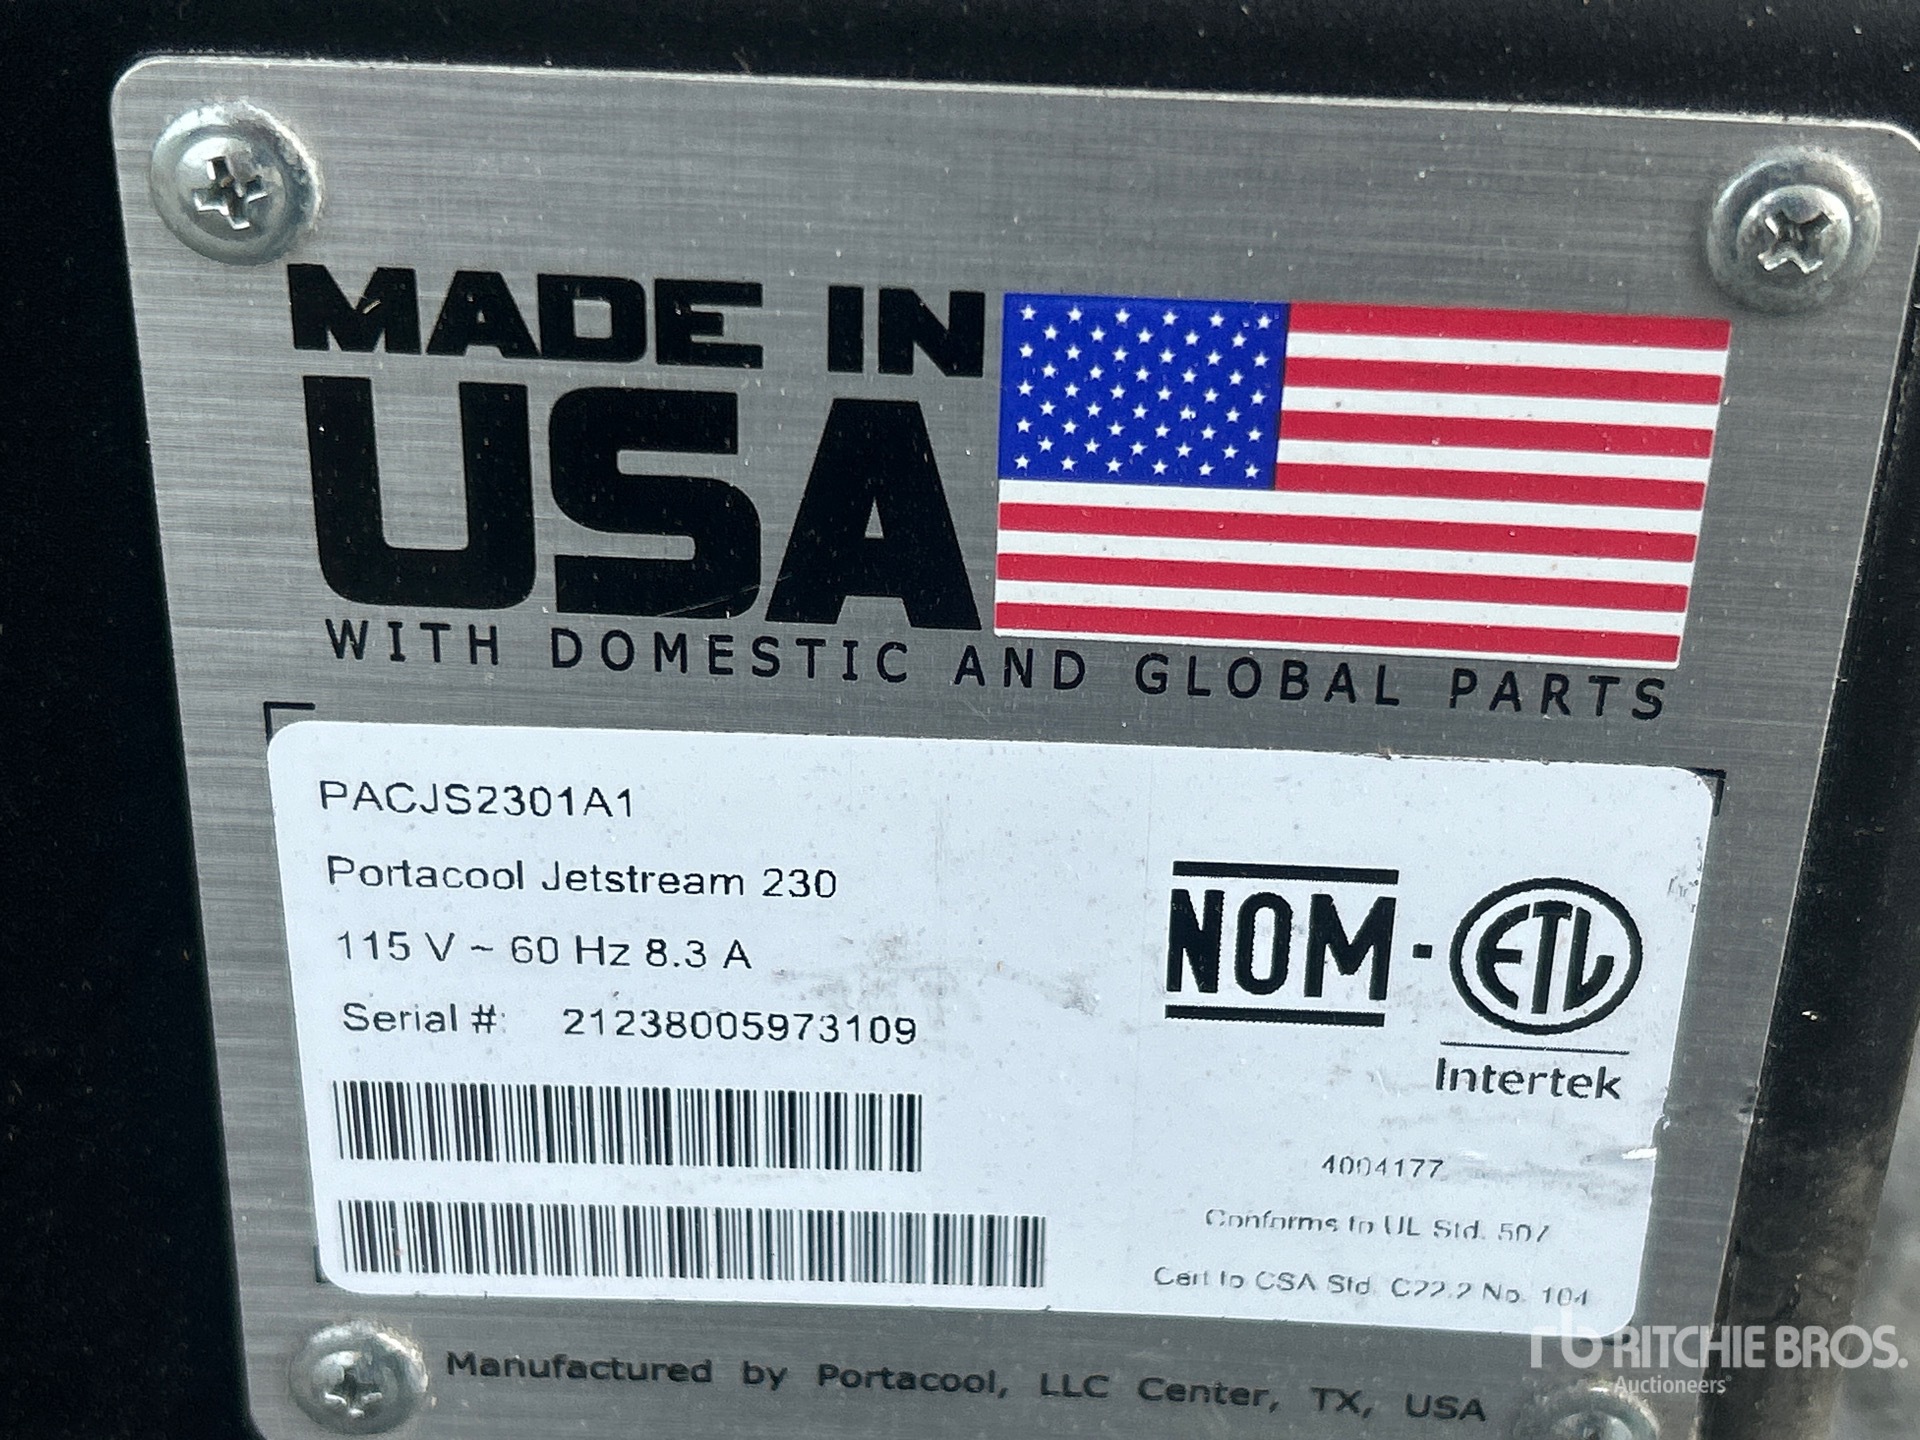 MADE IN
USA
WITH DOMESTIC AND GLOBAL PARTS
PACJS2301A1
Portacool Jetstream 230
115 V ~ 60 Hz 8.3 A
Serial #: 21238005973109
NOM - ETL
Intertek
4004177
Conforms to UL Std. 507
Cert to CSA Std. C22.2 No. 104
Manufactured by Portacool, LLC Center, TX, USA
rb RITCHIE BROS.
Auctioneers